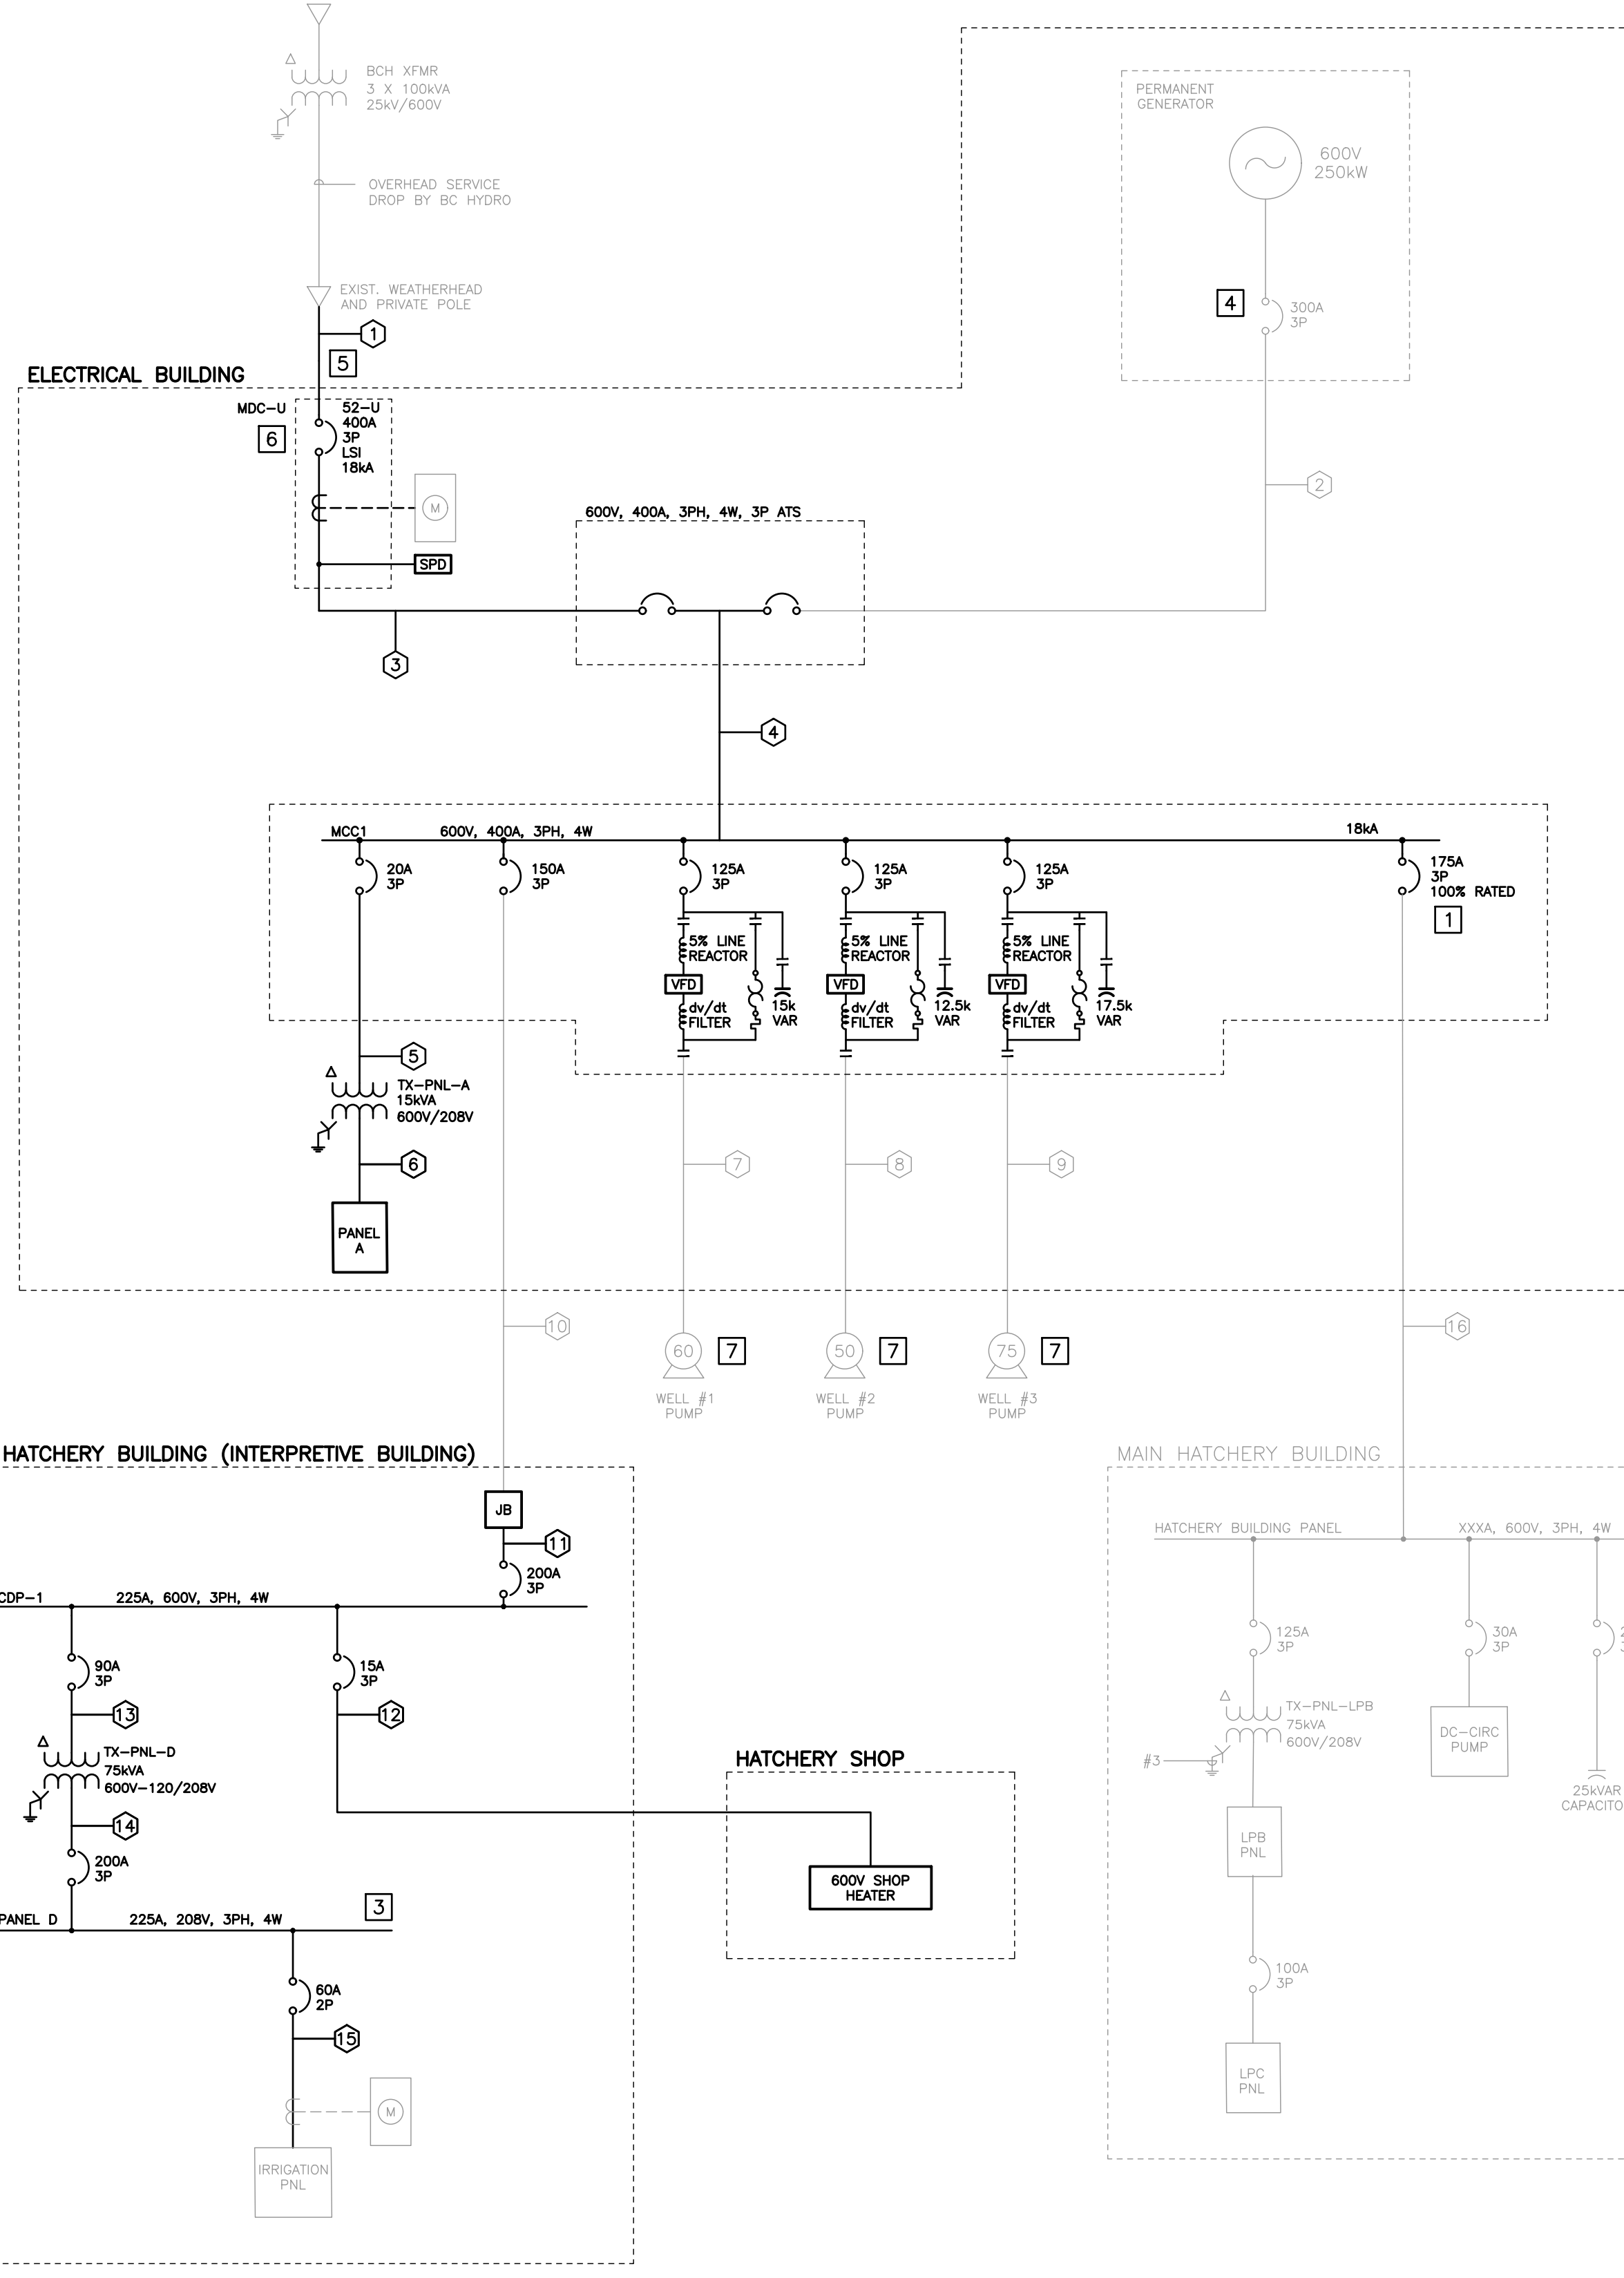 BCH XFMR
3 X 100kVA
25kV/600V
OVERHEAD SERVICE
DROP BY BC HYDRO
EXIST. WEATHERHEAD
AND PRIVATE POLE
1
5
PERMANENT
GENERATOR
600V
250kW
4
300A
3P
2
ELECTRICAL BUILDING
MDC-U
6
52-U
400A
3P
LSI
18kA
M
SPD
3
600V, 400A, 3PH, 4W, 3P ATS
4
MCC1
600V, 400A, 3PH, 4W
18kA
20A
3P
150A
3P
125A
3P
125A
3P
125A
3P
175A
3P
100% RATED
1
5% LINE
REACTOR
VFD
dv/dt
FILTER
15k
VAR
5% LINE
REACTOR
VFD
dv/dt
FILTER
12.5k
VAR
5% LINE
REACTOR
VFD
dv/dt
FILTER
17.5k
VAR
5
TX-PNL-A
15kVA
600V/208V
6
PANEL
A
7
8
9
10
16
60
7
WELL #1
PUMP
50
7
WELL #2
PUMP
75
7
WELL #3
PUMP
HATCHERY BUILDING (INTERPRETIVE BUILDING)
JB
11
200A
3P
CDP-1
225A, 600V, 3PH, 4W
90A
3P
13
15A
3P
12
TX-PNL-D
75kVA
600V-120/208V
14
200A
3P
PANEL D
225A, 208V, 3PH, 4W
3
60A
2P
15
M
IRRIGATION
PNL
HATCHERY SHOP
600V SHOP
HEATER
MAIN HATCHERY BUILDING
HATCHERY BUILDING PANEL
XXXA, 600V, 3PH, 4W
125A
3P
30A
3P
TX-PNL-LPB
75kVA
600V/208V
#3
LPB
PNL
100A
3P
LPC
PNL
DC-CIRC
PUMP
25kVAR
CAPACITO